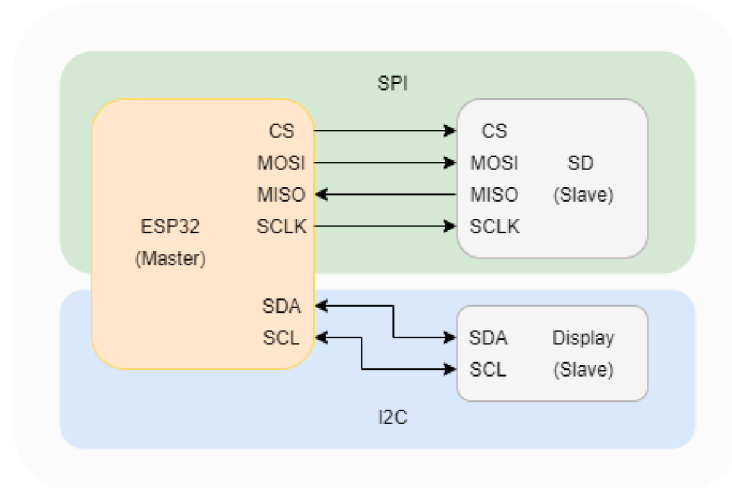 SPI
CS
MOSI
MISO
SCLK
ESP32
(Master)
SDA
SCL
CS
MOSI
MISO
SCLK
SD
(Slave)
SDA
SCL
Display
(Slave)
I2C